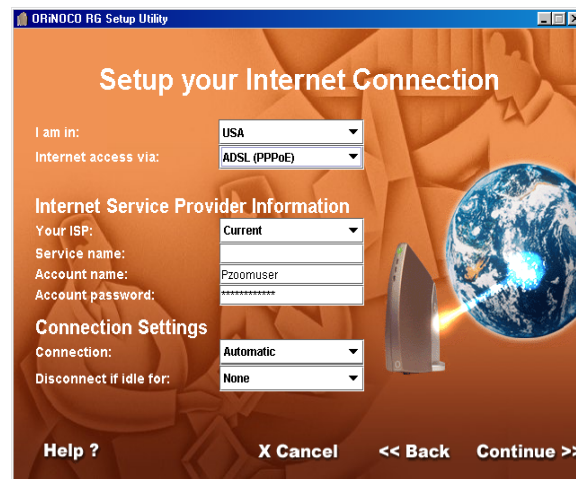 ORiNOCO RG Setup Utility
Setup your Internet Connection
I am in: USA
Internet access via: ADSL (PPPoE)
Internet Service Provider Information
Your ISP: Current
Service name:
Account name: Pzoomuser
Account password: ************
Connection Settings
Connection: Automatic
Disconnect if idle for: None
Help ? X Cancel << Back Continue >>